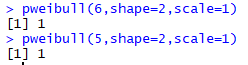 > pweibull(6,shape=2,scale=1)
[1] 1
> pweibull(5,shape=2,scale=1)
[1] 1